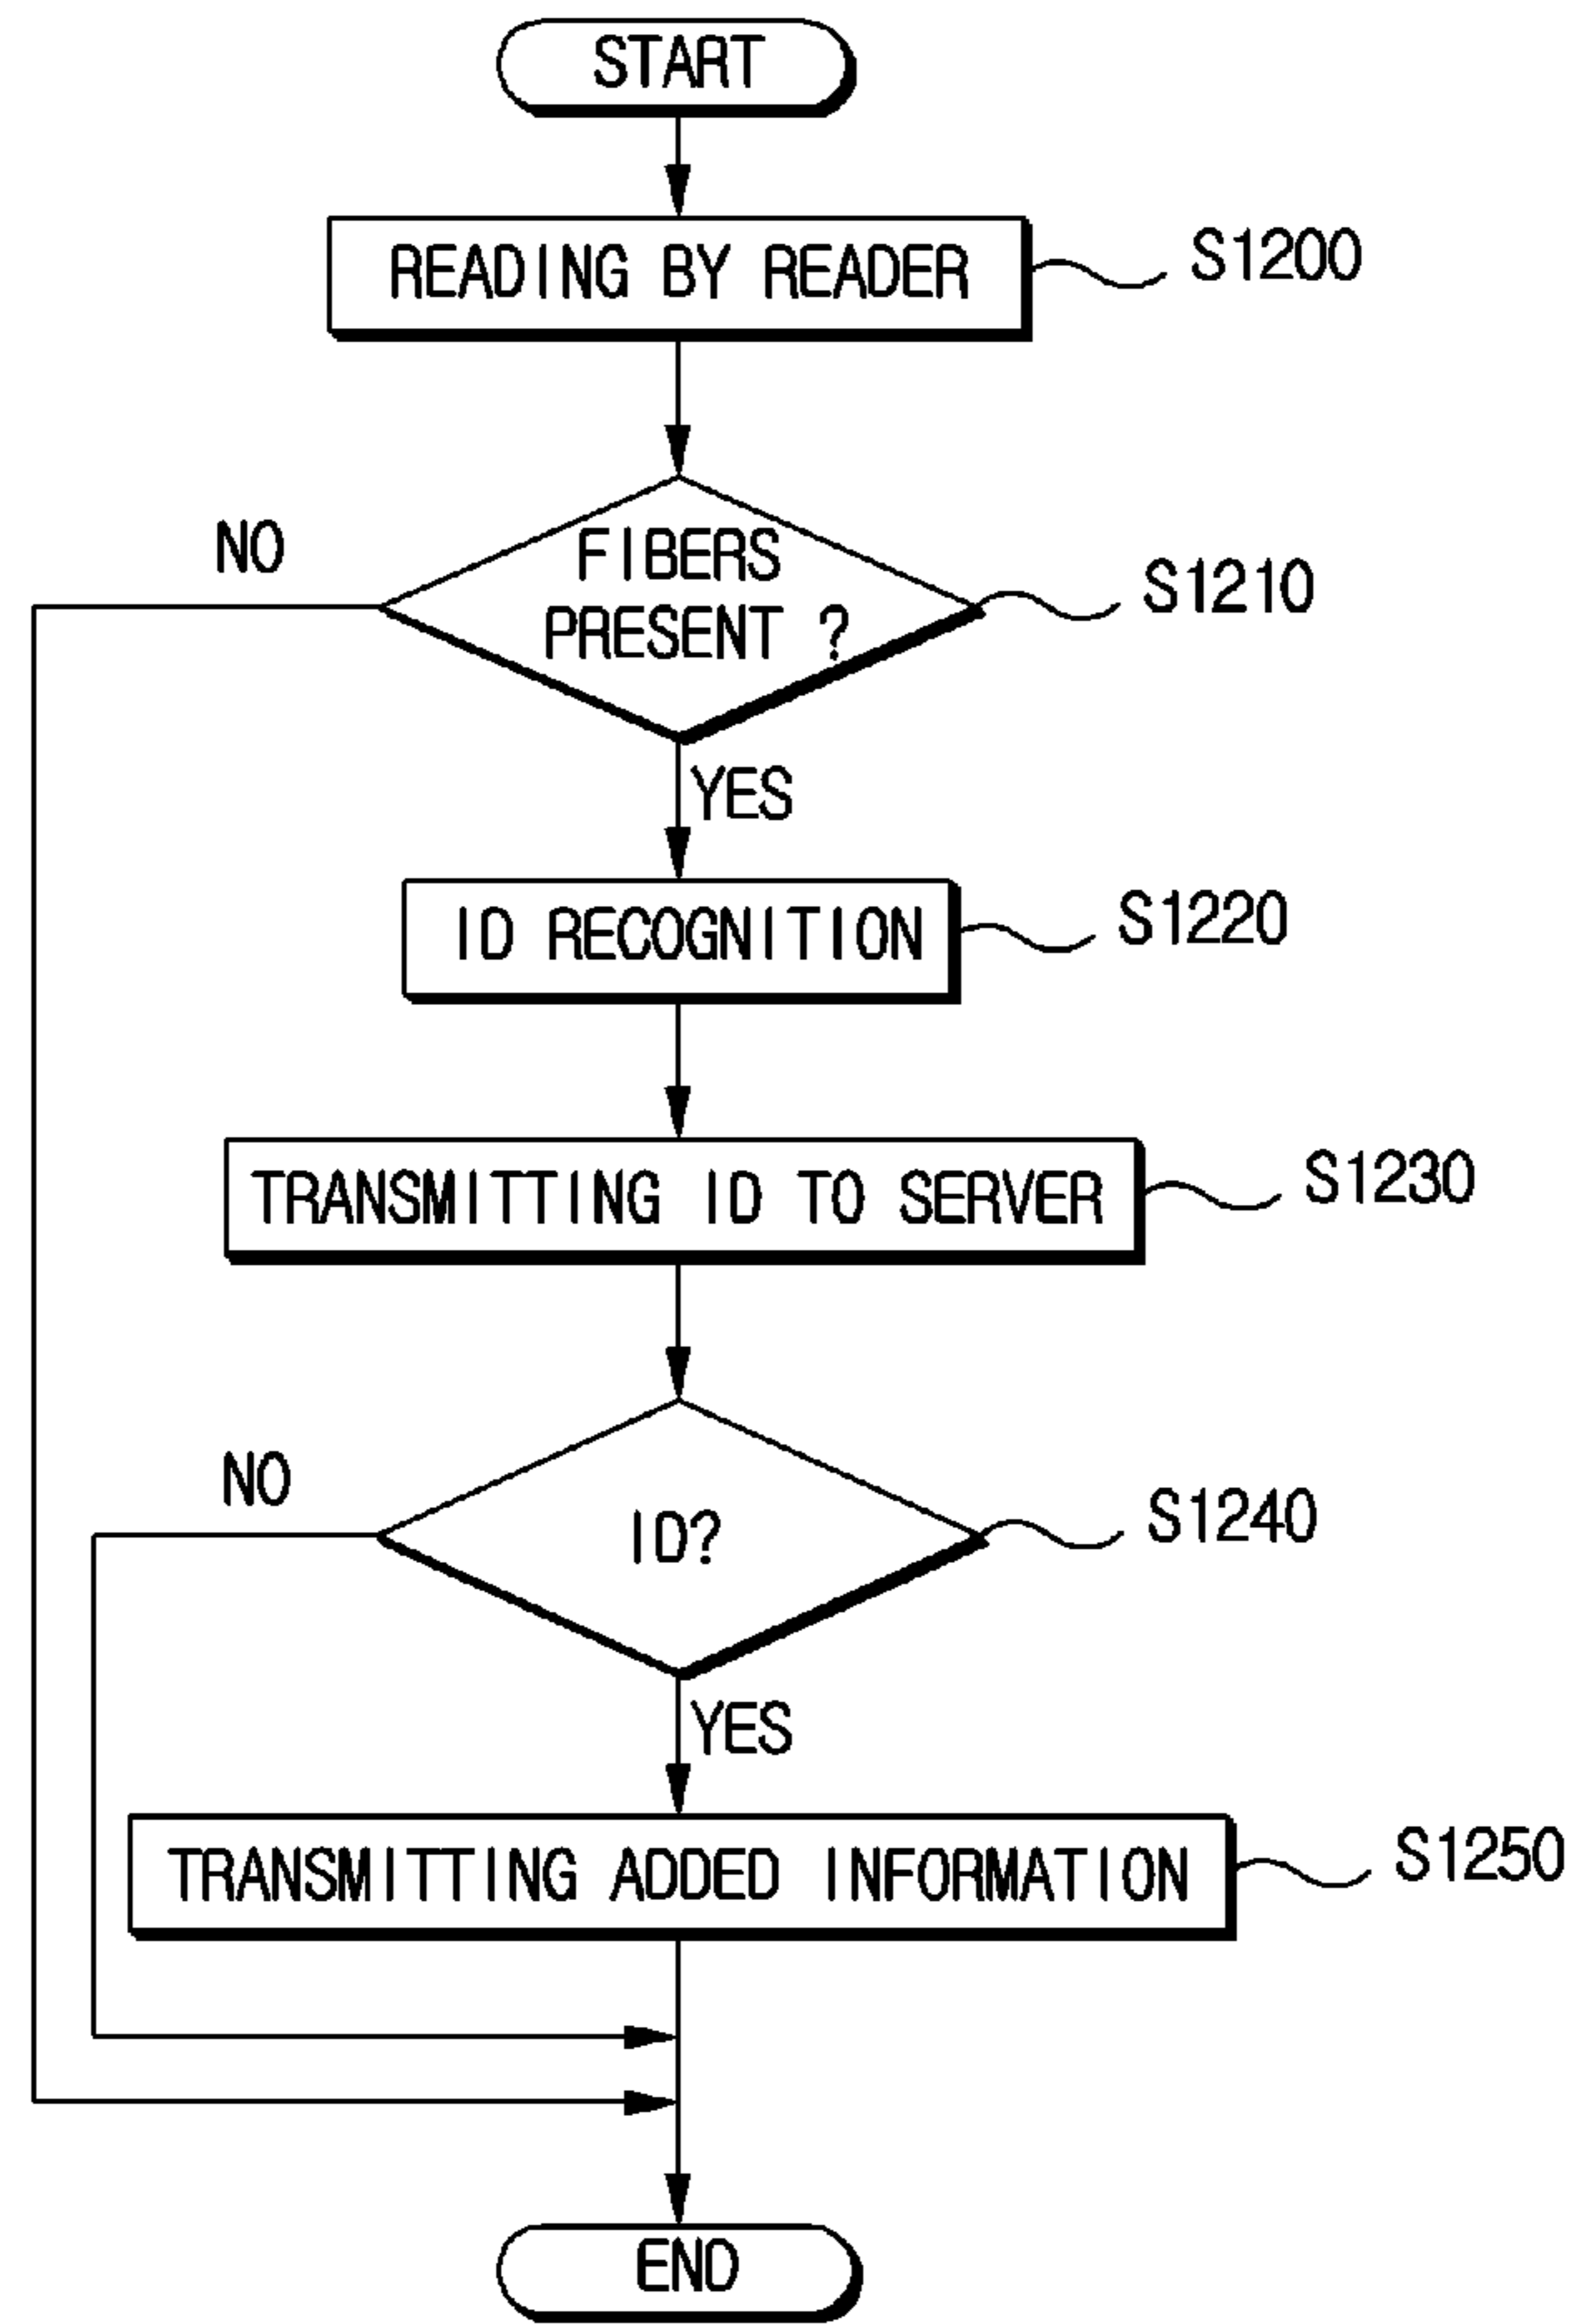 START
READING BY READER
S1200
NO
FIBERS
PRESENT ?
S1210
YES
ID RECOGNITION
S1220
TRANSMITTING ID TO SERVER
S1230
NO
ID?
S1240
YES
TRANSMITTING ADDED INFORMATION
S1250
END